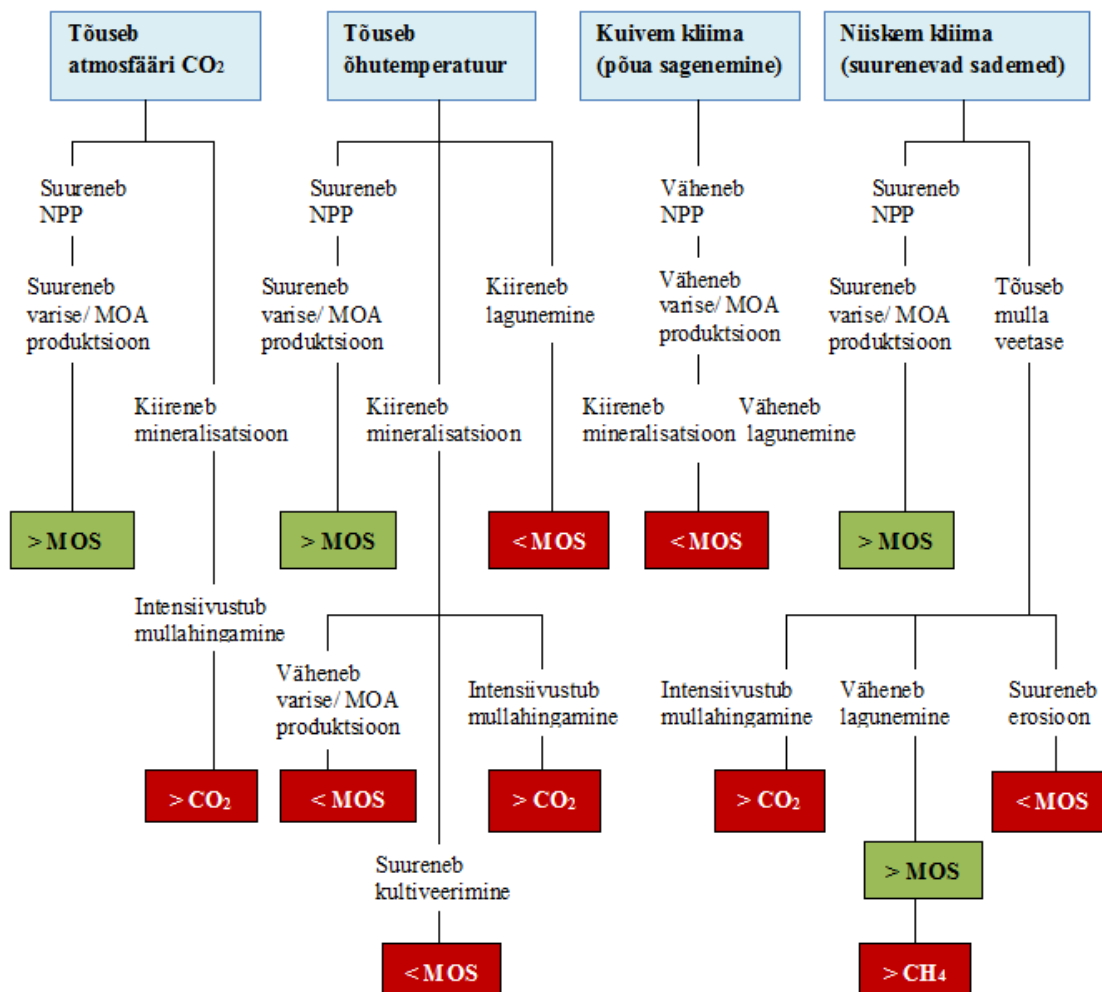 Tõuseb
atmosfääri CO₂
Tõuseb
õhutemperatuur
Kuivem kliima
(põua sagenemine)
Niiskem kliima
(suurenevad sademed)
Suureneb
NPP
Suureneb
NPP
Väheneb
NPP
Suureneb
NPP
Suureneb
varise/ MOA
produktsioon
Suureneb
varise/ MOA
produktsioon
Kiireneb
lagunemine
Väheneb
varise/ MOA
produktsioon
Suureneb
varise/ MOA
produktsioon
Tõuseb
mulla
veetase
Kiireneb
mineralisatsioon
Kiireneb
mineralisatsioon
Kiireneb
mineralisatsioon
Väheneb
lagunemine
> MOS
> MOS
< MOS
< MOS
> MOS
Intensiivustub
mullahingamine
Väheneb
varise/ MOA
produktsioon
Intensiivustub
mullahingamine
Intensiivustub
mullahingamine
Väheneb
lagunemine
Suureneb
erosioon
> CO₂
< MOS
> CO₂
> CO₂
< MOS
Suureneb
kultiveerimine
> MOS
< MOS
> CH₄